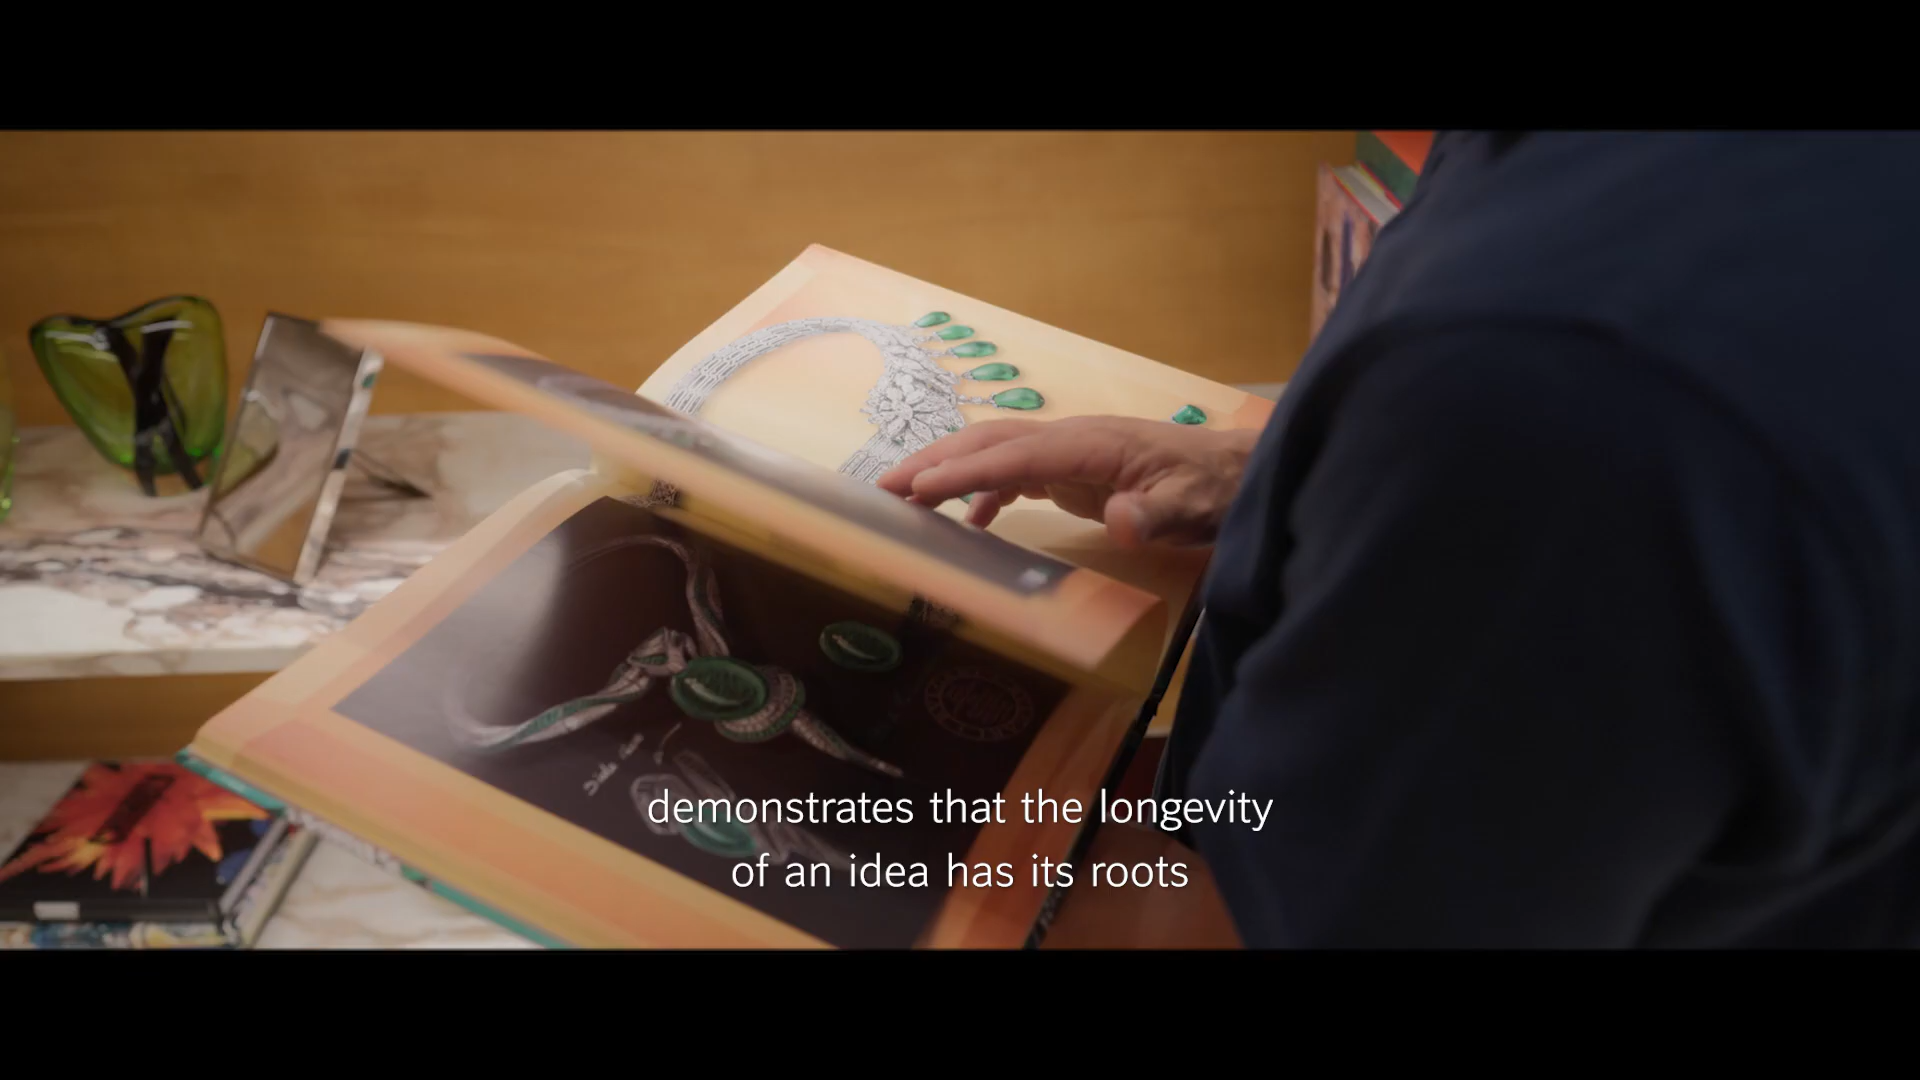 demonstrates that the longevity
of an idea has its roots